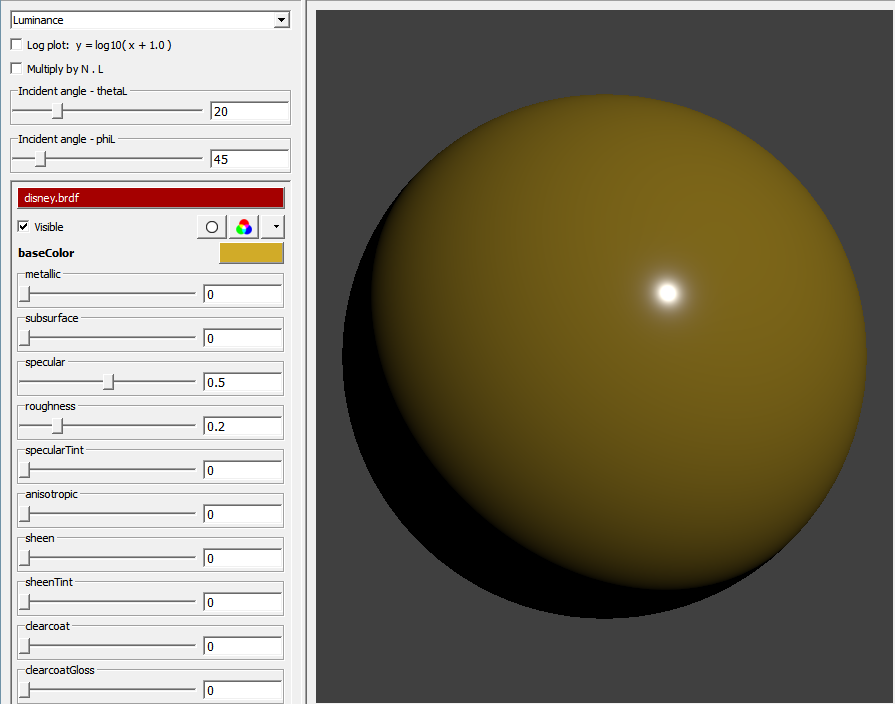 Luminance
Log plot:  y = log10( x + 1.0 )
Multiply by N . L
Incident angle - thetaL
20
Incident angle - phiL
45
disney.brdf
Visible
baseColor
metallic
0
subsurface
0
specular
0.5
roughness
0.2
specularTint
0
anisotropic
0
sheen
0
sheenTint
0
clearcoat
0
clearcoatGloss
0